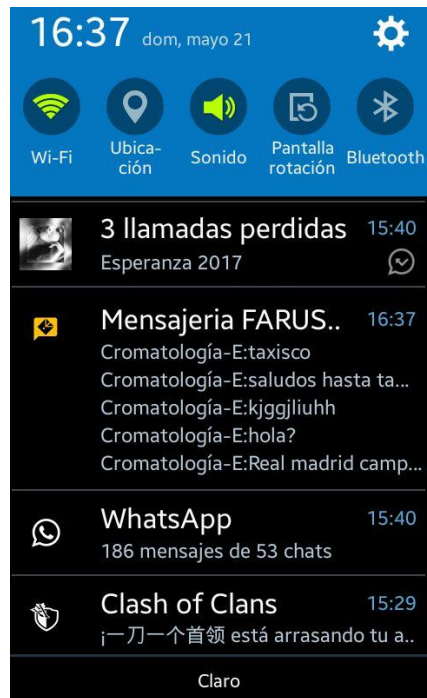 16:37 dom, mayo 21
Wi-Fi
Ubica-
ción
Sonido
Pantalla
rotación
Bluetooth
3 llamadas perdidas 15:40
Esperanza 2017
Mensajeria FARUS.. 16:37
Cromatología-E:taxisco
Cromatología-E:saludos hasta ta...
Cromatología-E:kjggjliuhh
Cromatología-E:hola?
Cromatología-E:Real madrid camp...
WhatsApp 15:40
186 mensajes de 53 chats
Clash of Clans 15:29
¡一刀一个首领 está arrasando tu a..
Claro